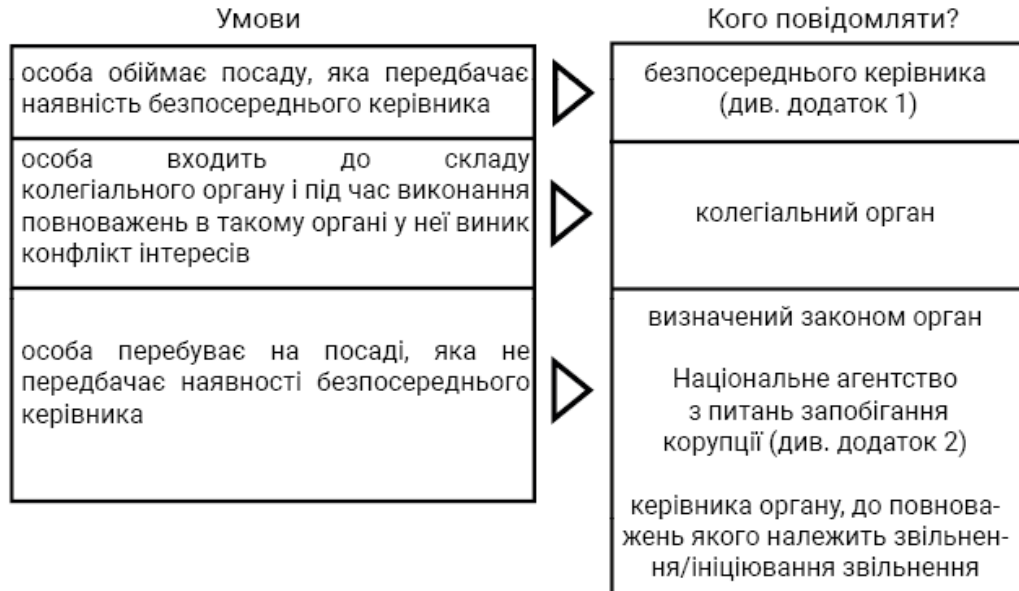 Умови
Кого повідомляти?
особа обіймає посаду, яка передбачає
наявність безпосереднього керівника
безпосереднього керівника
(див. додаток 1)
особа входить до складу
колегіального органу і під час виконання
повноважень в такому органі у неї виник
конфлікт інтересів
колегіальний орган
особа перебуває на посаді, яка не
передбачає наявності безпосереднього
керівника
визначений законом орган
Національне агентство
з питань запобігання
корупції (див. додаток 2)
керівника органу, до повнова-
жень якого належить звільнен-
ня/ініціювання звільнення